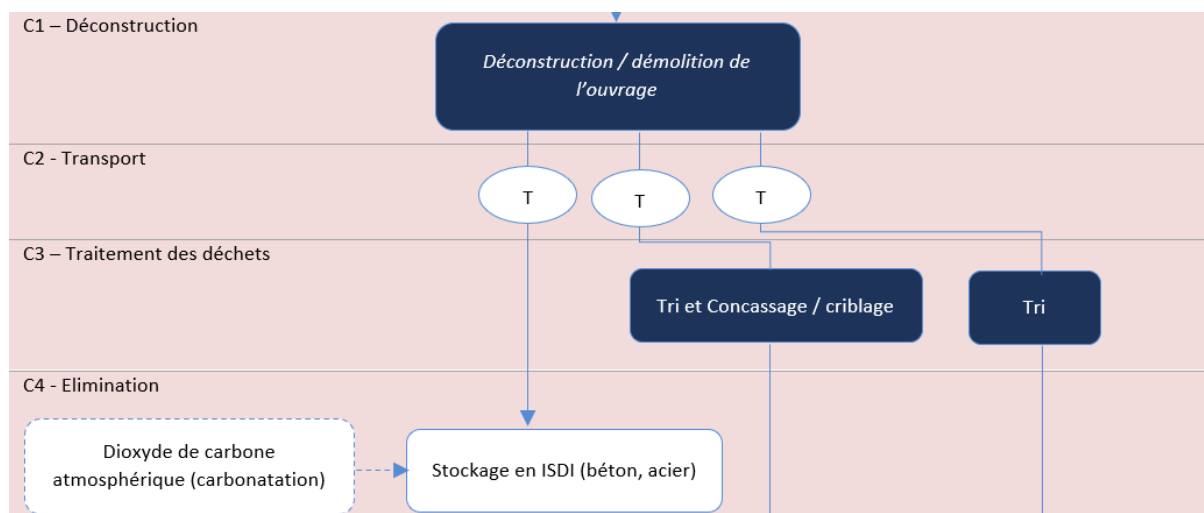 C1 – Déconstruction
Déconstruction / démolition de
l'ouvrage
C2 - Transport
T
T
T
C3 – Traitement des déchets
Tri et Concassage / criblage
Tri
C4 - Elimination
Dioxyde de carbone
atmosphérique (carbonatation)
Stockage en ISDI (béton, acier)